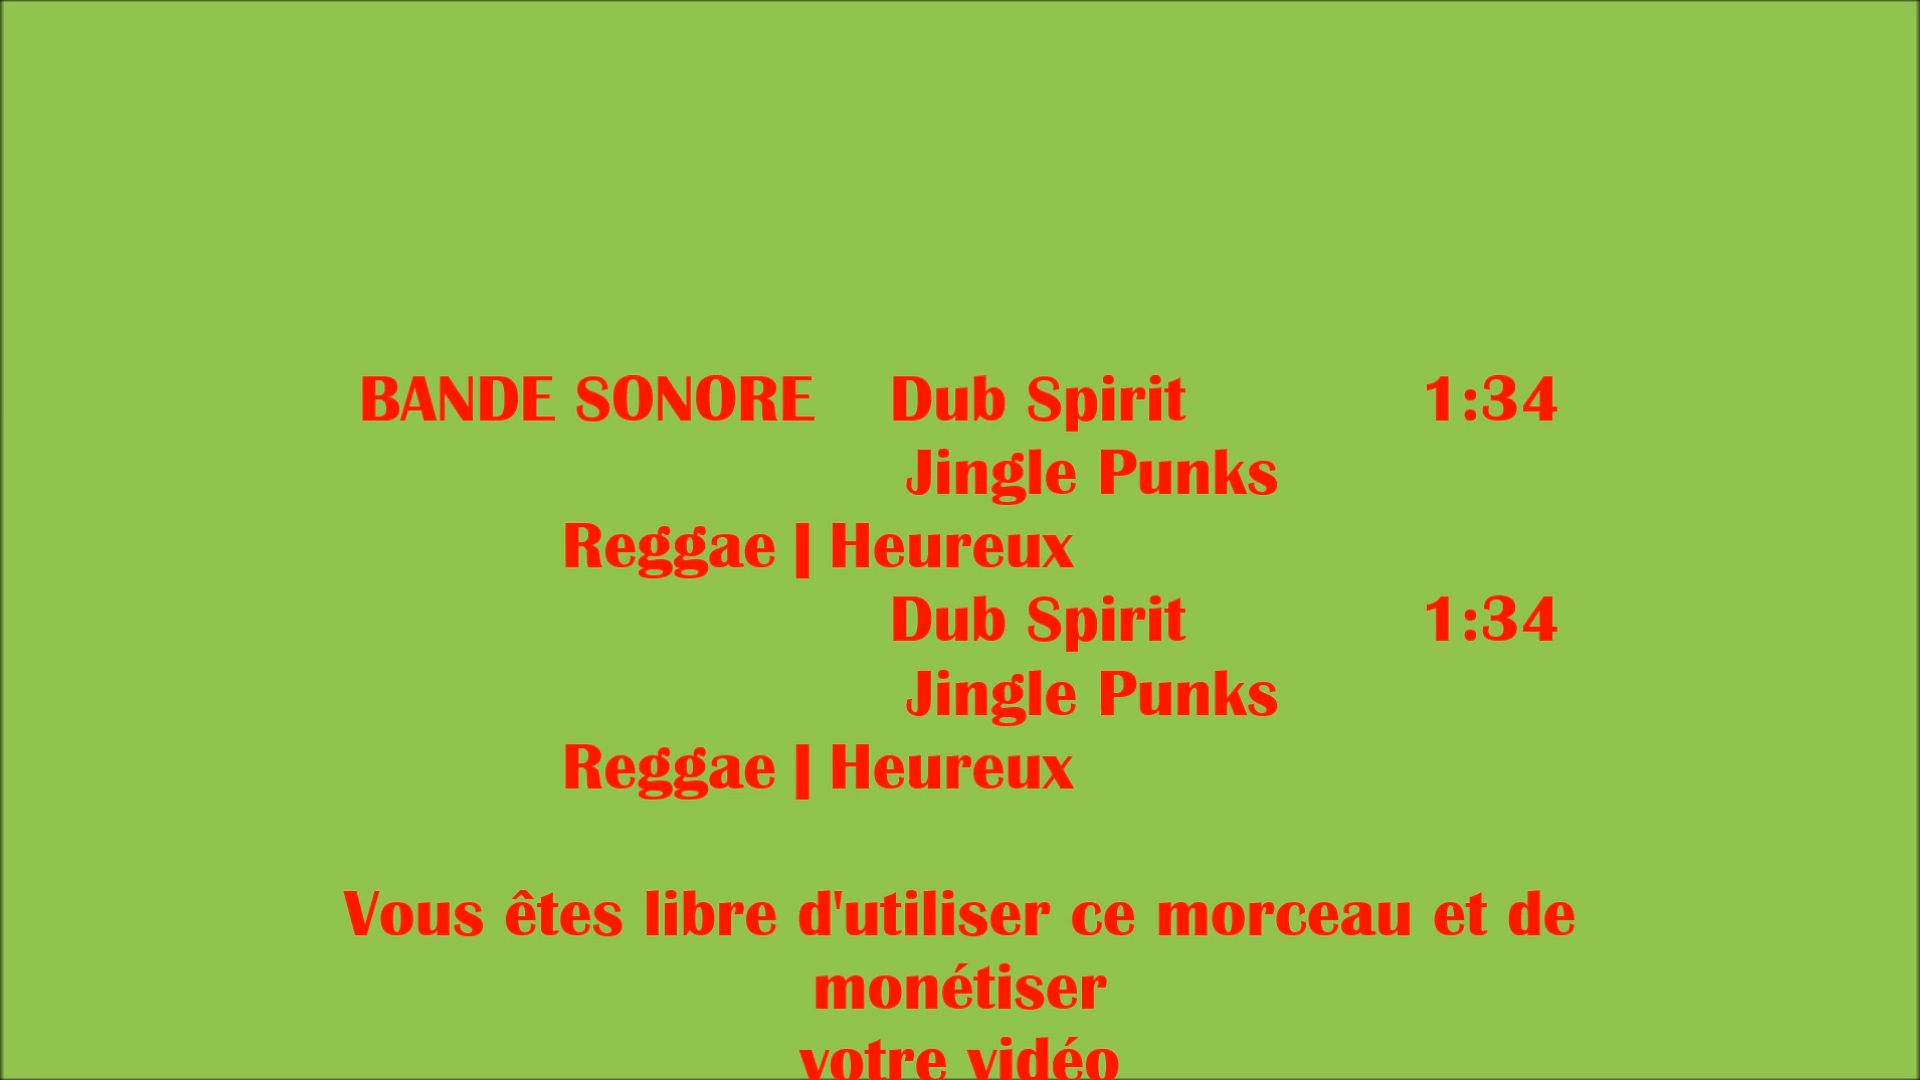 BANDE SONORE Dub Spirit 1:34
Jingle Punks
Reggae | Heureux
Dub Spirit 1:34
Jingle Punks
Reggae | Heureux
Vous êtes libre d'utiliser ce morceau et de
monétiser
votre vidéo